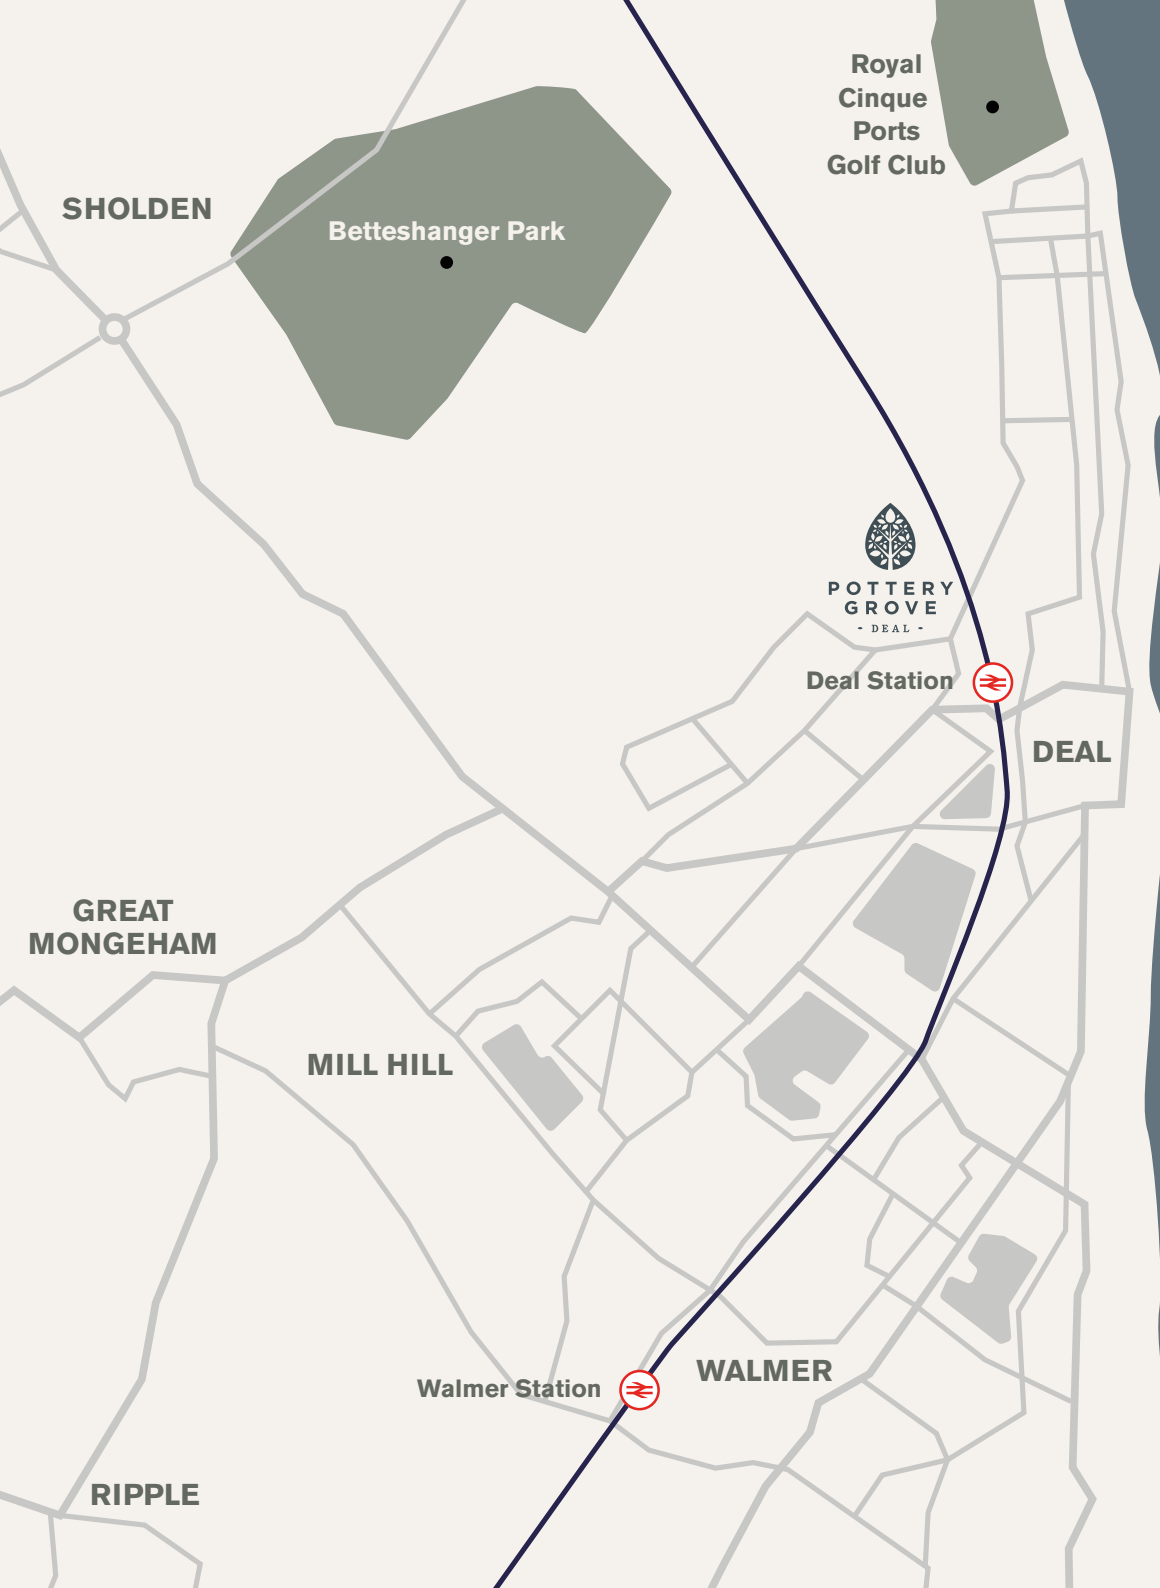 Royal
Cinque
Ports
Golf Club
SHOLDEN
Betteshanger Park
POTTERY
GROVE
- DEAL -
Deal Station
DEAL
GREAT
MONGEHAM
MILL HILL
WALMER
Walmer Station
RIPPLE